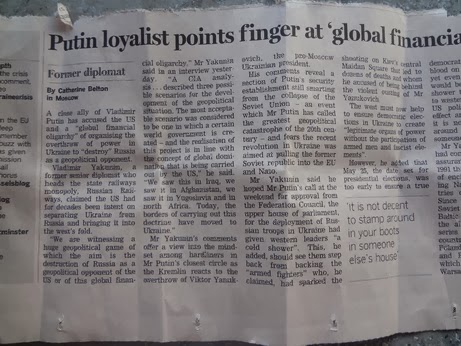 Putin loyalist points finger at 'global financia
Former diplomat
By Catherine Belton
in Moscow
A close ally of Vladimir
Putin has accused the US and
a "global financial
oligarchy" of organising the
overthrow of power in
Ukraine to "destroy" Russia
as a geopolitical opponent.
Vladimir Yakunin, a
former senior diplomat who
heads the state railways
monopoly, Russian Rail-
ways, claimed the US had
for decades been intent on
separating Ukraine from
Russia and bringing it into
the west's fold.
"We are witnessing a
huge geopolitical game of
which the aim is the
destruction of Russia as a
geopolitical opponent of the
US or of this global finan-
cial oligarchy." Mr Yakunin
said in an interview yester-
day. "A CIA analy-
sis . . . described three possi-
ble scenarios for the devel-
opment of the geopolitical
situation. The most accepta-
ble scenario was considered
to be one in which a certain
world government is cre-
ated – and the realisation of
this project is in line with
the concept of global domi-
nation, that is being carried
out by the US," he said.
"We saw this in Iraq, we
saw it in Afghanistan, we
saw it in Yugoslavia and in
north Africa. Today, the
borders of carrying out this
doctrine have moved to
Ukraine."
Mr Yakunin's comments
offer a view into the mind-
set among hardliners in
Mr Putin's closest circle as
the Kremlin reacts to the
overthrow of Viktor Yanuk-
ovich, the pro-Moscow
Ukrainian president.
His comments reveal a
section of Putin's security
establishment still smarting
from the collapse of the
Soviet Union – an event
which Mr Putin has called
the greatest geopolitical
catastrophe of the 20th cen-
tury – and fears the recent
revolution in Ukraine was
aimed at pulling the former
Soviet republic into the EU
and Nato.
Mr Yakunin said he
hoped Mr Putin's call at the
weekend for approval from
the Federation Council, the
upper house of parliament,
for the deployment of Rus-
sian troops in Ukraine had
given western leaders "a
cold shower". This, he
added, should see them step
back from backing the
"armed fighters" who, he
claimed, had sparked the
shooting on Kiev's central
Maidan Square that led to
dozens of deaths and whom
he accused of being behind
the violent ousting of Mr
Yanukovich.
The west must now help
to ensure democratic elec-
tions in Ukraine to create
"legitimate organs of power
without the participation of
armed men and racist ele-
ments".
However, he added that
May 25, the date set for
presidential elections, was
too early to ensure a true
'It is not decent
to stamp around
in your boots
in someone
else's house'